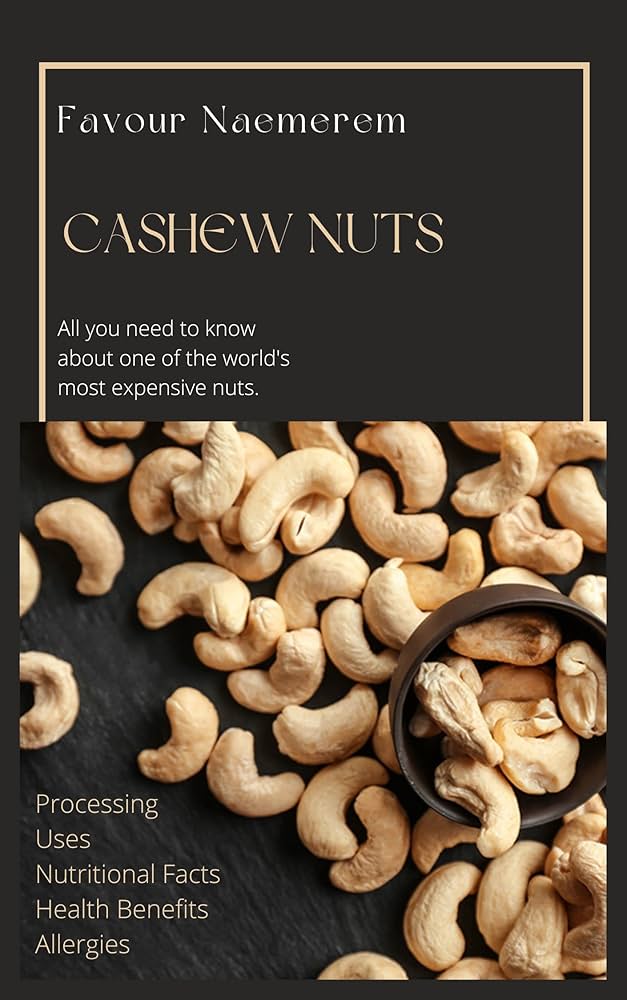 Favour Naemerem
CASHEW NUTS
All you need to know
about one of the world's
most expensive nuts.
Processing
Uses
Nutritional Facts
Health Benefits
Allergies